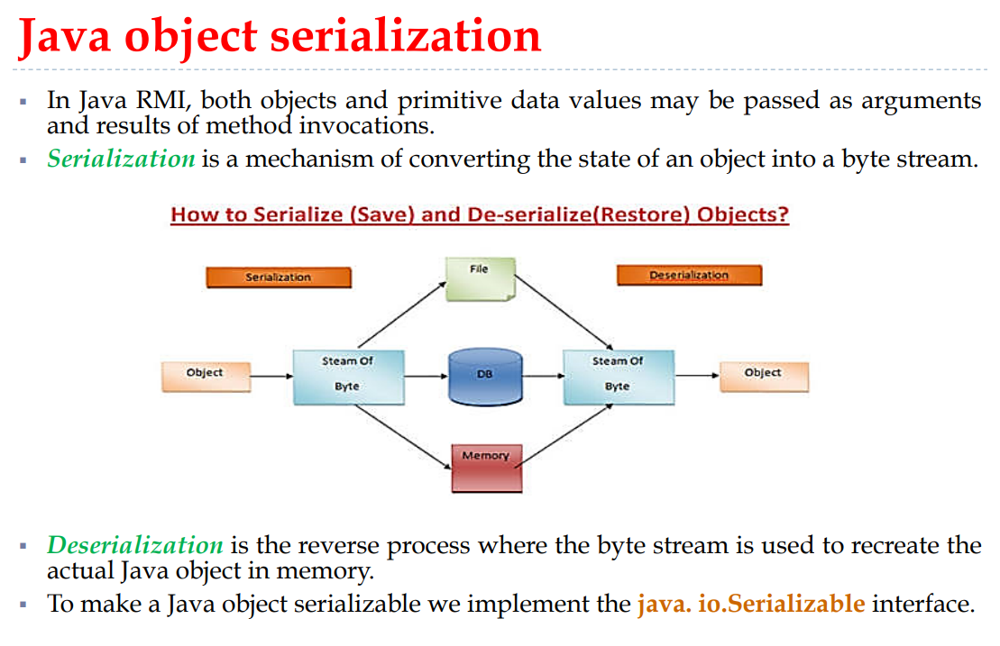 Java object serialization
▪ In Java RMI, both objects and primitive data values may be passed as arguments
and results of method invocations.
▪ Serialization is a mechanism of converting the state of an object into a byte stream.
How to Serialize (Save) and De-serialize(Restore) Objects?
Serialization
File
Deserialization
Object
Steam Of
Byte
DB
Steam Of
Byte
Object
Memory
▪ Deserialization is the reverse process where the byte stream is used to recreate the
actual Java object in memory.
▪ To make a Java object serializable we implement the java. io.Serializable interface.